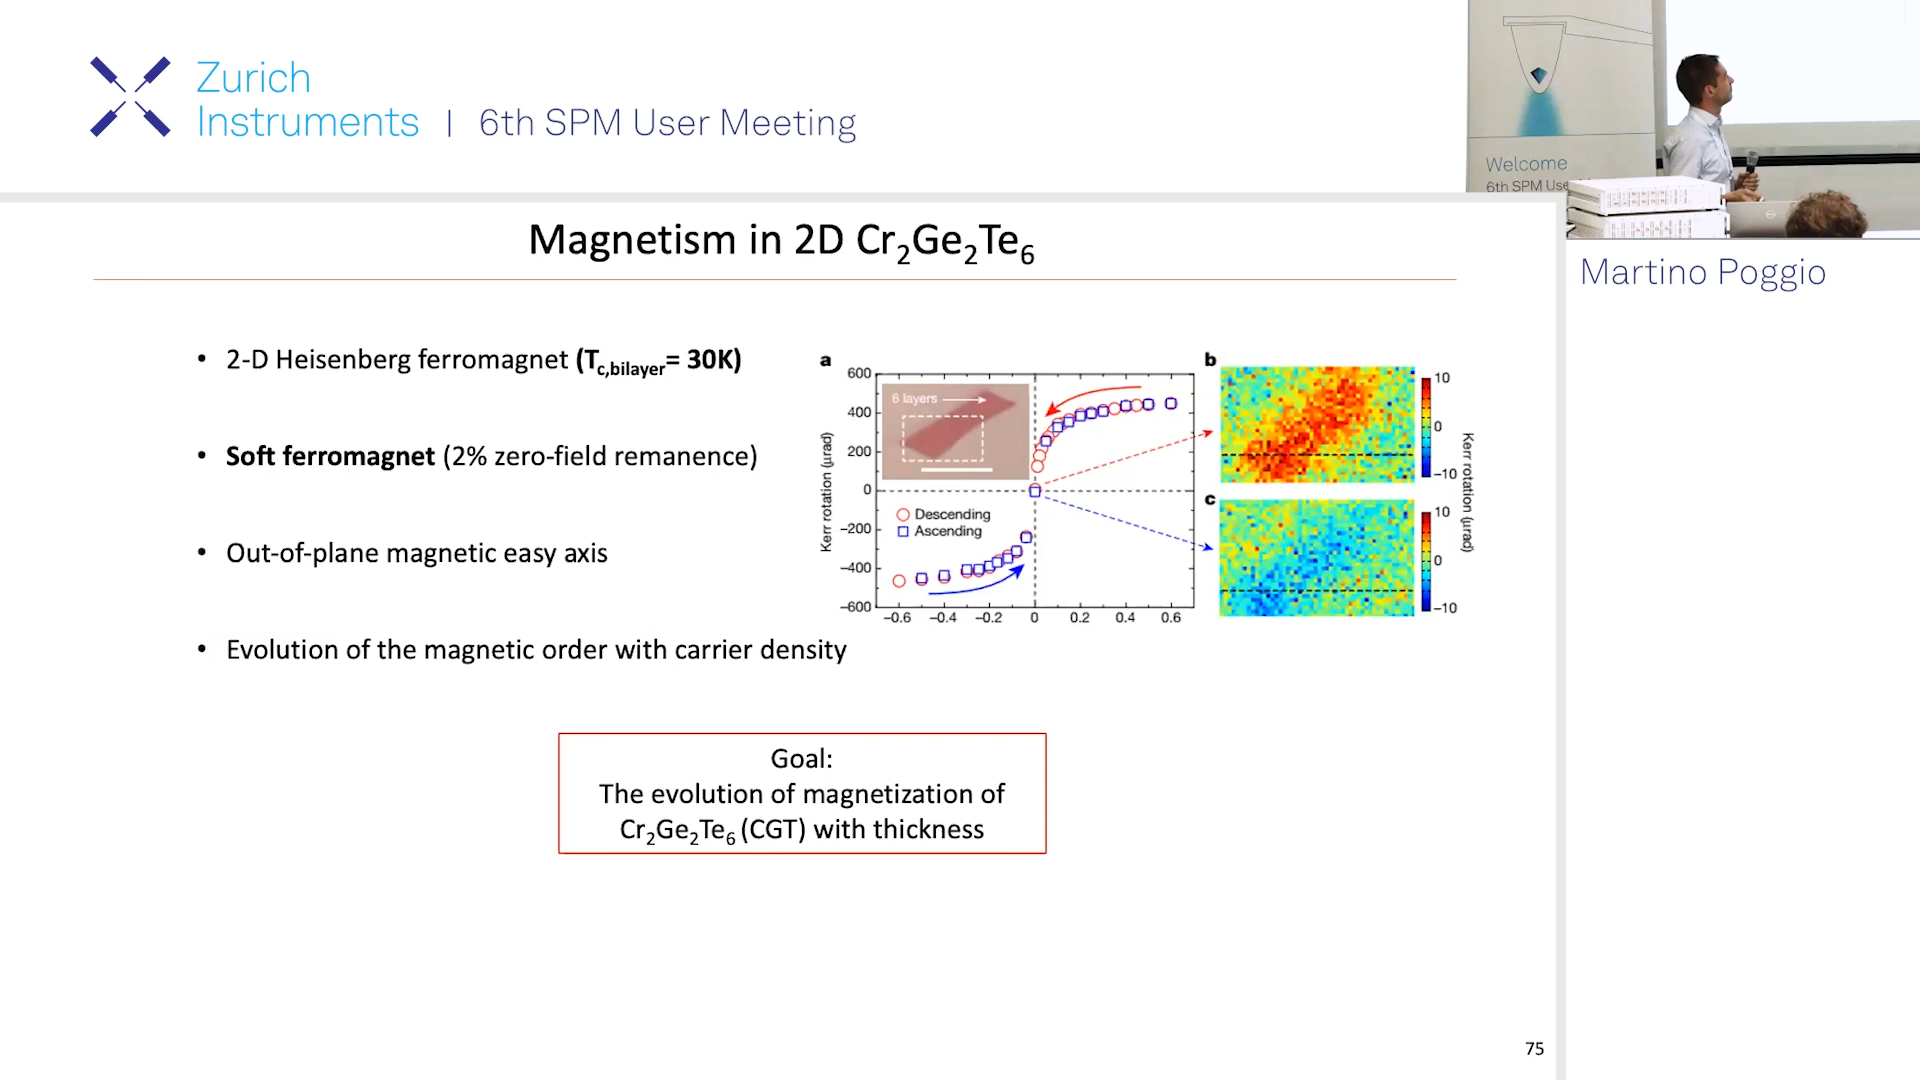 Zurich
Instruments | 6th SPM User Meeting
Welcome
6th SPM Use
Martino Poggio
Magnetism in 2D Cr₂Ge₂Te₆
• 2-D Heisenberg ferromagnet (Tc,bilayer= 30K)
• Soft ferromagnet (2% zero-field remanence)
• Out-of-plane magnetic easy axis
• Evolution of the magnetic order with carrier density
a
600
400
200
0
−200
−400
−600
Kerr rotation (μrad)
6 layers
Descending
Ascending
−0.6 −0.4 −0.2 0 0.2 0.4 0.6
b
10
0
−10
c
10
0
−10
Kerr rotation (μrad)
Goal:
The evolution of magnetization of
Cr₂Ge₂Te₆ (CGT) with thickness
75